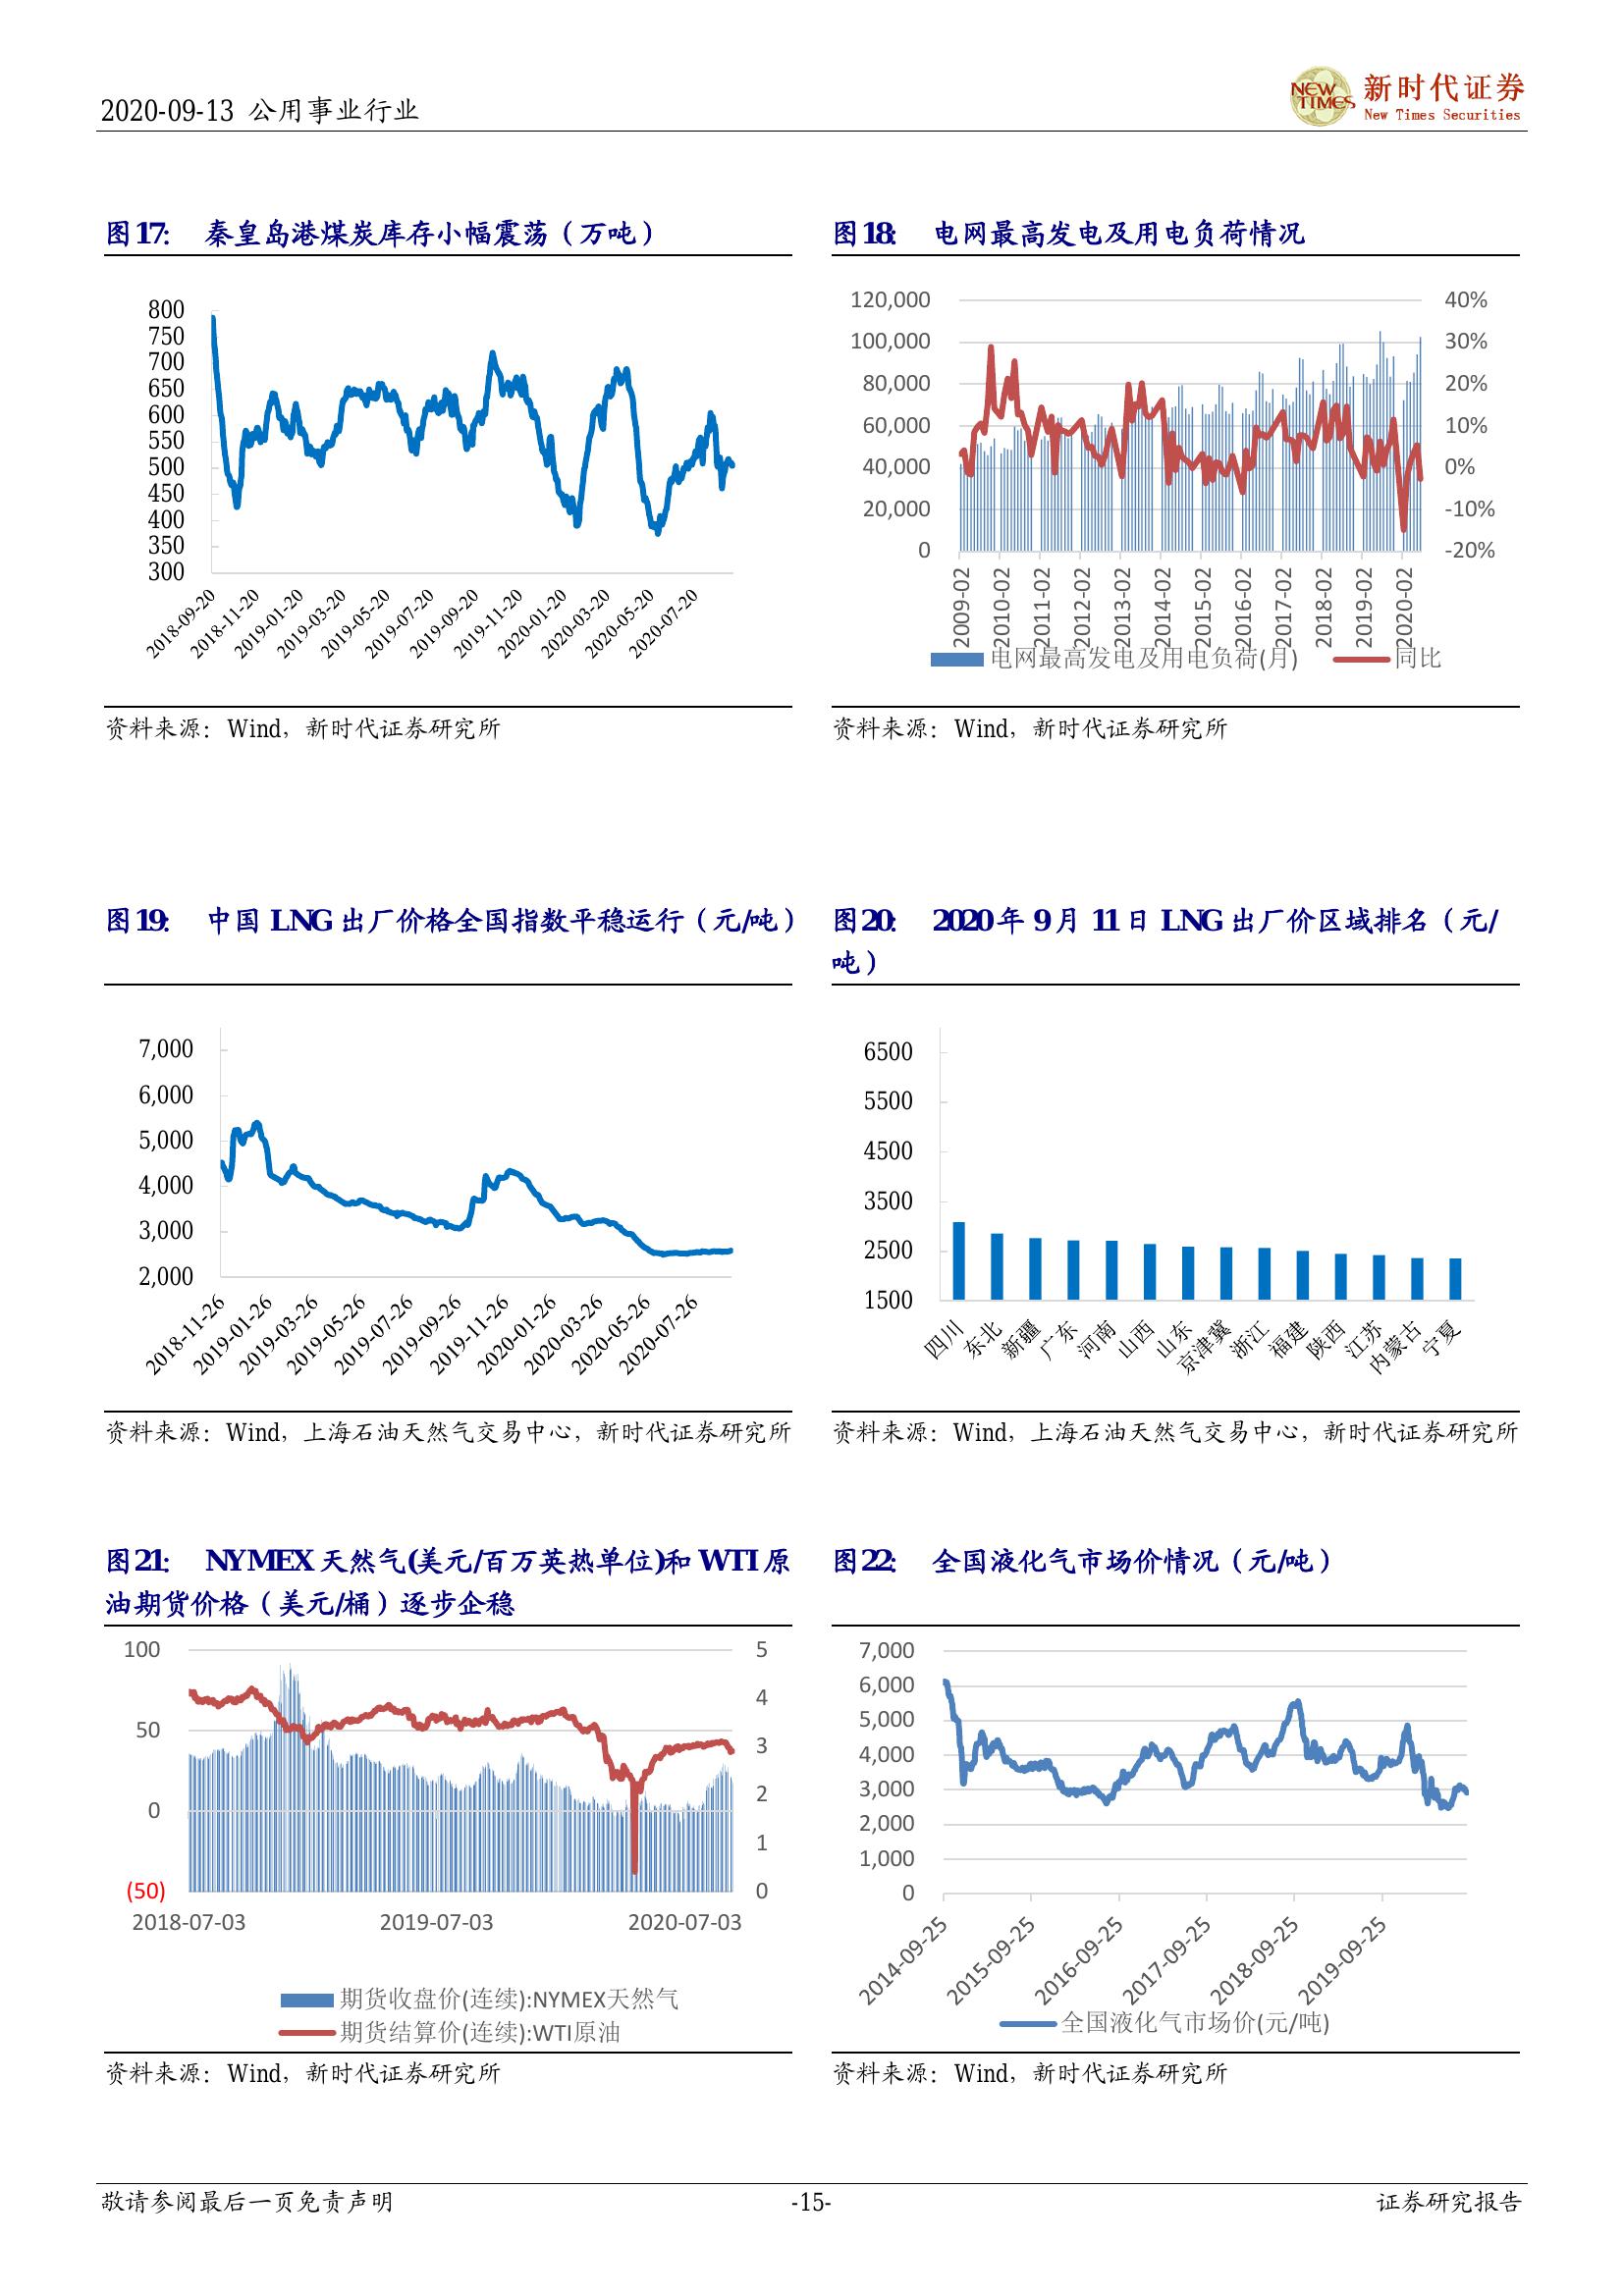 2020-09-13 公用事业行业
NEW TIMES
新时代证券
New Times Securities
图17: 秦皇岛港煤炭库存小幅震荡（万吨）
800
750
700
650
600
550
500
450
400
350
300
2018-09-20
2018-11-20
2019-01-20
2019-03-20
2019-05-20
2019-07-20
2019-09-20
2019-11-20
2020-01-20
2020-03-20
2020-05-20
2020-07-20
资料来源：Wind，新时代证券研究所
图18: 电网最高发电及用电负荷情况
120,000
100,000
80,000
60,000
40,000
20,000
0
40%
30%
20%
10%
0%
-10%
-20%
2009-02
2010-02
2011-02
2012-02
2013-02
2014-02
2015-02
2016-02
2017-02
2018-02
2019-02
2020-02
电网最高发电及用电负荷(月)
同比
资料来源：Wind，新时代证券研究所
图19: 中国 LNG 出厂价格全国指数平稳运行（元/吨）
7,000
6,000
5,000
4,000
3,000
2,000
2018-11-26
2019-01-26
2019-03-26
2019-05-26
2019-07-26
2019-09-26
2019-11-26
2020-01-26
2020-03-26
2020-05-26
2020-07-26
资料来源：Wind，上海石油天然气交易中心，新时代证券研究所
图20: 2020 年 9 月 11 日 LNG 出厂价区域排名（元/
吨）
6500
5500
4500
3500
2500
1500
四川
东北
新疆
广东
河南
山西
山东
京津冀
浙江
福建
陕西
江苏
内蒙古
宁夏
资料来源：Wind，上海石油天然气交易中心，新时代证券研究所
图21: NYMEX 天然气(美元/百万英热单位)和 WTI 原
油期货价格（美元/桶）逐步企稳
100
50
0
(50)
5
4
3
2
1
0
2018-07-03
2019-07-03
2020-07-03
期货收盘价(连续):NYMEX天然气
期货结算价(连续):WTI原油
资料来源：Wind，新时代证券研究所
图22: 全国液化气市场价情况（元/吨）
7,000
6,000
5,000
4,000
3,000
2,000
1,000
0
2014-09-25
2015-09-25
2016-09-25
2017-09-25
2018-09-25
2019-09-25
全国液化气市场价(元/吨)
资料来源：Wind，新时代证券研究所
敬请参阅最后一页免责声明
-15-
证券研究报告